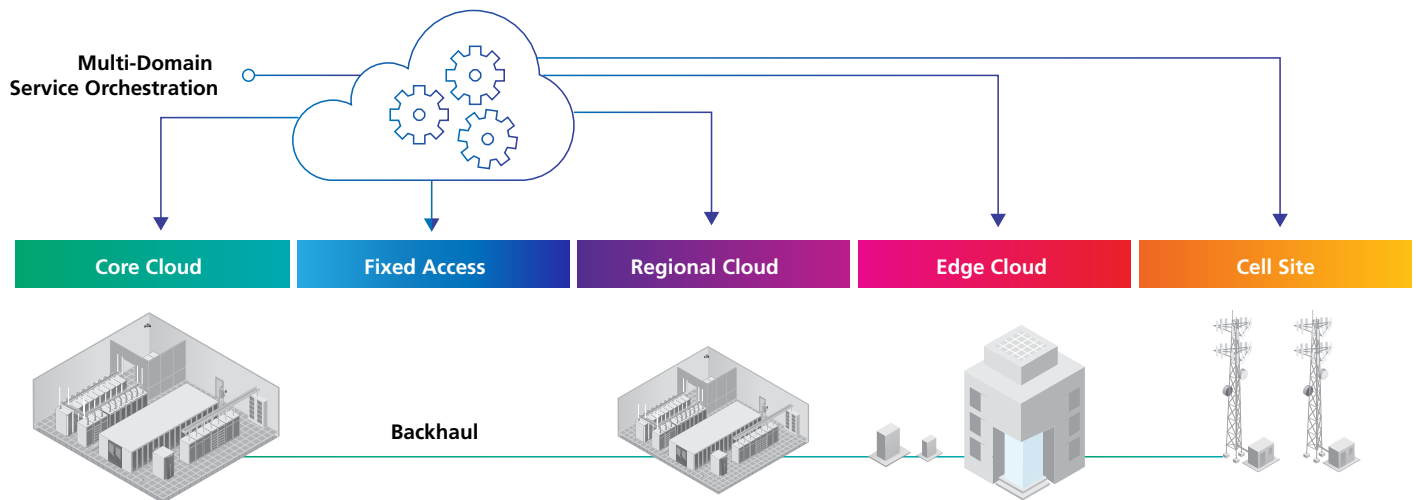 Multi-Domain
Service Orchestration
Core Cloud
Fixed Access
Regional Cloud
Edge Cloud
Cell Site
Backhaul